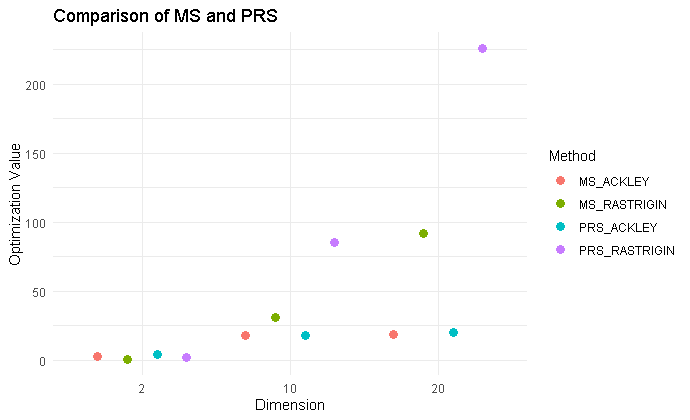 Comparison of MS and PRS
Optimization Value
200
150
100
50
0
2
10
20
Dimension
Method
MS_ACKLEY
MS_RASTRIGIN
PRS_ACKLEY
PRS_RASTRIGIN